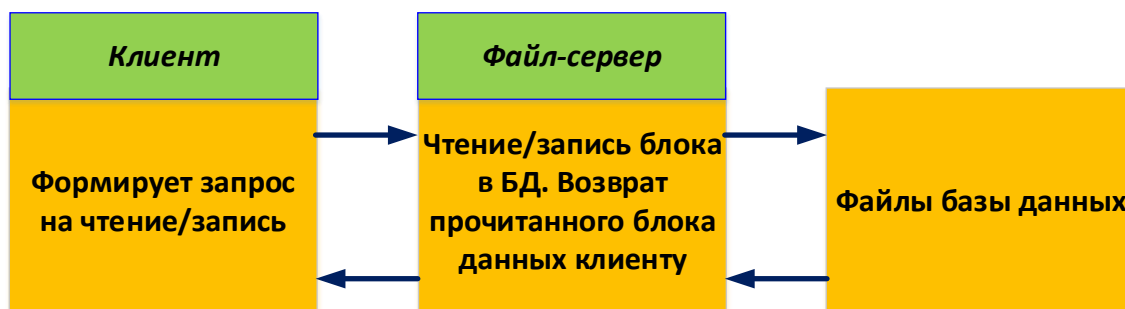 Клиент
Формирует запрос
на чтение/запись
Файл-сервер
Чтение/запись блока
в БД. Возврат
прочитанного блока
данных клиенту
Файлы базы данных